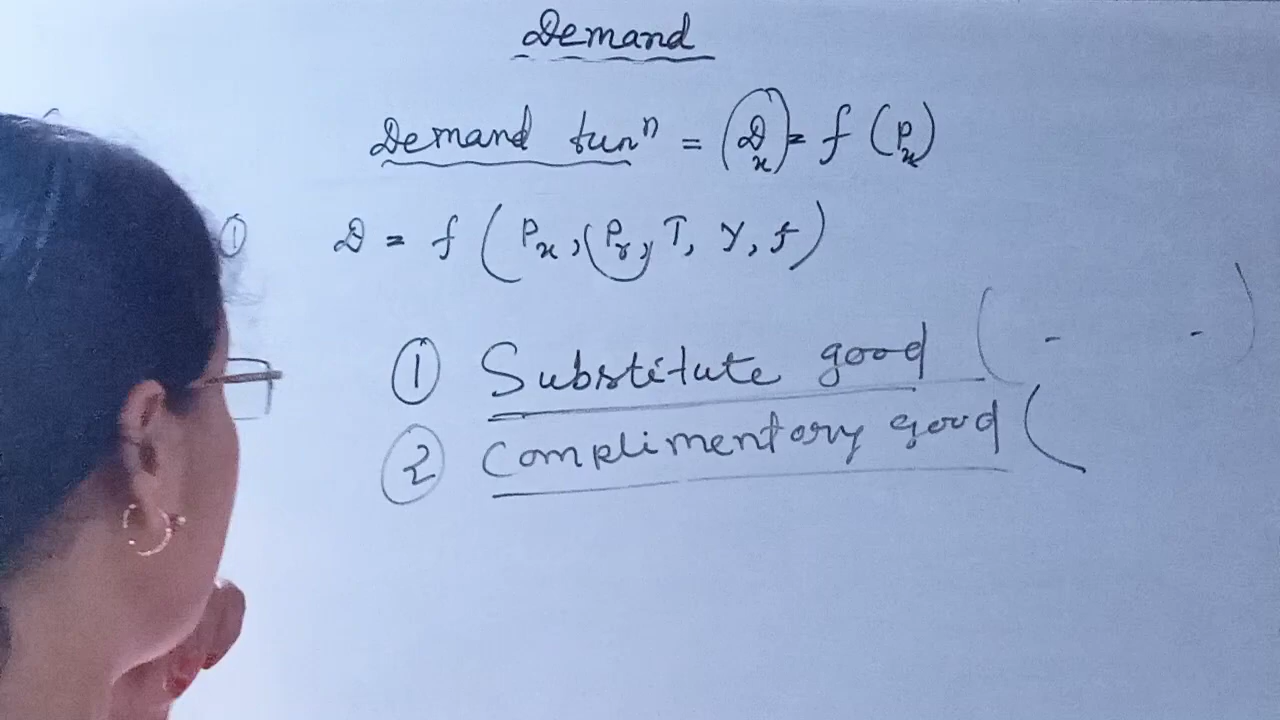 Demand
Demand funⁿ = (Dx) = f (Px)
① D = f (Px, (Pr, T, Y, f)
① Substitute good ( - - )
② Complimentory good (